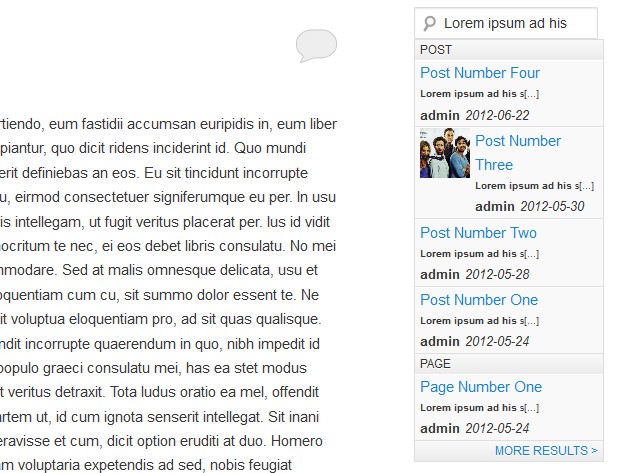 rtiendo, eum fastidii accumsan euripidis in, eum liber
piantur, quo dicit ridens inciderint id. Quo mundi
erit definiebas an eos. Eu sit tincidunt incorrupte
u, eirmod consectetuer signiferumque eu per. In usu
is intellegam, ut fugit veritus placerat per. Ius id vidit
ocritum te nec, ei eos debet libris consulatu. No mei
mmodare. Sed at malis omnesque delicata, usu et
oquentiam cum cu, sit summo dolor essent te. Ne
it voluptua eloquentiam pro, ad sit quas qualisque.
ndit incorrupte quaerendum in quo, nibh impedit id
populo graeci consulatu mei, has ea stet modus
t veritus detraxit. Tota ludus oratio ea mel, offendit
artem ut, id cum ignota senserit intellegat. Sit inani
eravisse et cum, dicit option eruditi at duo. Homero
am voluptaria expetendis ad sed, nobis feugiat
Lorem ipsum ad his
POST
Post Number Four
Lorem ipsum ad his s[...]
admin 2012-06-22
Post Number
Three
Lorem ipsum ad his s[...]
admin 2012-05-30
Post Number Two
Lorem ipsum ad his s[...]
admin 2012-05-28
Post Number One
Lorem ipsum ad his s[...]
admin 2012-05-24
PAGE
Page Number One
Lorem ipsum ad his s[...]
admin 2012-05-24
MORE RESULTS >